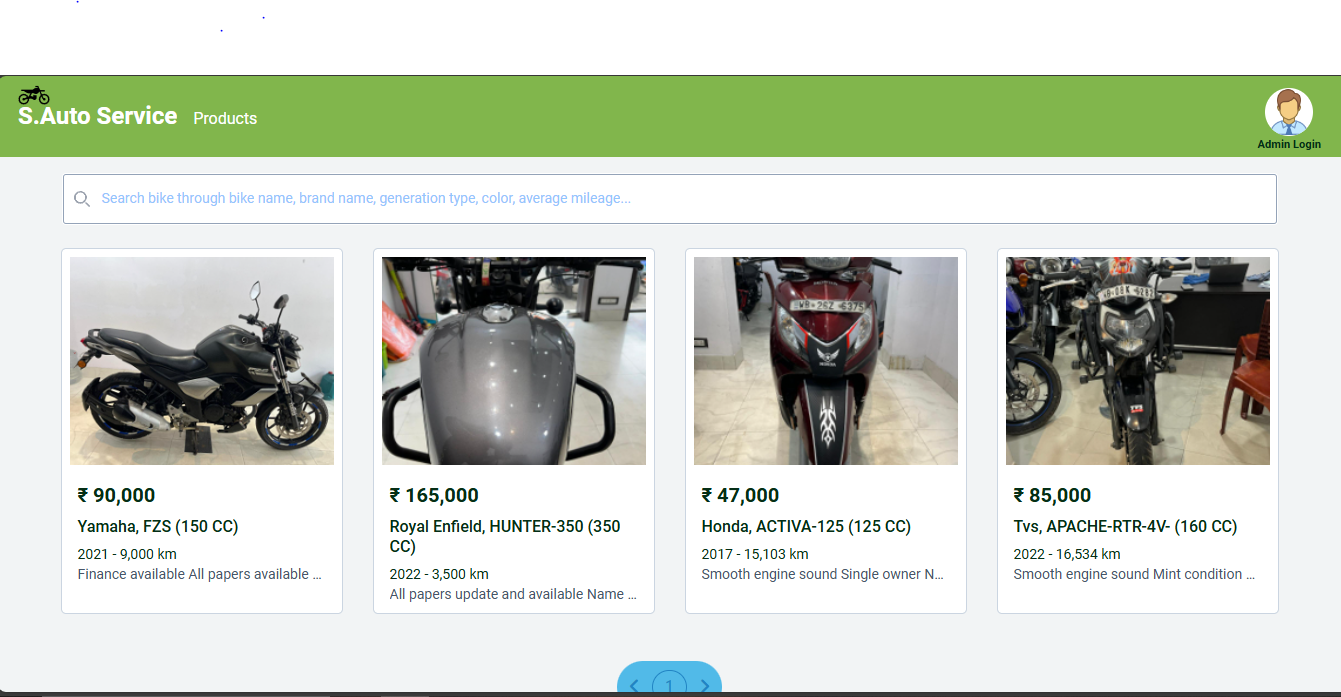 S.Auto Service
Products
Admin Login
Search bike through bike name, brand name, generation type, color, average mileage...
₹ 90,000
Yamaha, FZS (150 CC)
2021 - 9,000 km
Finance available All papers available ...
₹ 165,000
Royal Enfield, HUNTER-350 (350
CC)
2022 - 3,500 km
All papers update and available Name ...
WB 26Z 6375
₹ 47,000
Honda, ACTIVA-125 (125 CC)
2017 - 15,103 km
Smooth engine sound Single owner N...
₹ 85,000
Tvs, APACHE-RTR-4V- (160 CC)
2022 - 16,534 km
Smooth engine sound Mint condition ...
1